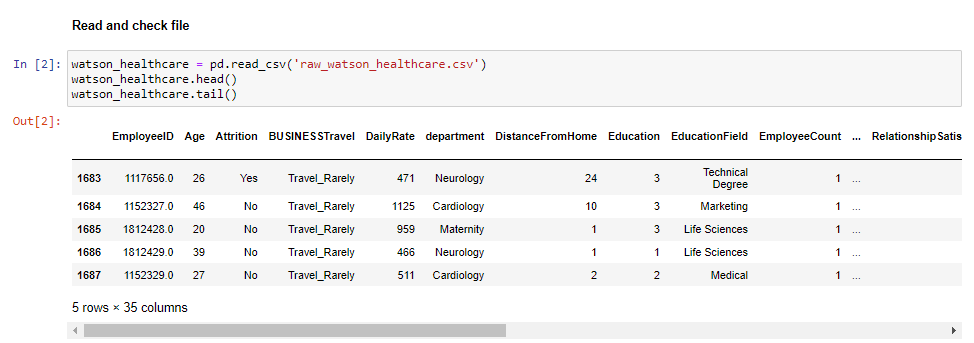 Read and check file
In [2]: watson_healthcare = pd.read_csv('raw_watson_healthcare.csv')
watson_healthcare.head()
watson_healthcare.tail()
Out[2]:
EmployeeID Age Attrition BUSINESSTravel DailyRate department DistanceFromHome Education EducationField EmployeeCount ... RelationshipSatis
1683 1117656.0 26 Yes Travel_Rarely 471 Neurology 24 3 Technical Degree 1 ...
1684 1152327.0 46 No Travel_Rarely 1125 Cardiology 10 3 Marketing 1 ...
1685 1812428.0 20 No Travel_Rarely 959 Maternity 1 3 Life Sciences 1 ...
1686 1812429.0 39 No Travel_Rarely 466 Neurology 1 1 Life Sciences 1 ...
1687 1152329.0 27 No Travel_Rarely 511 Cardiology 2 2 Medical 1 ...
5 rows × 35 columns